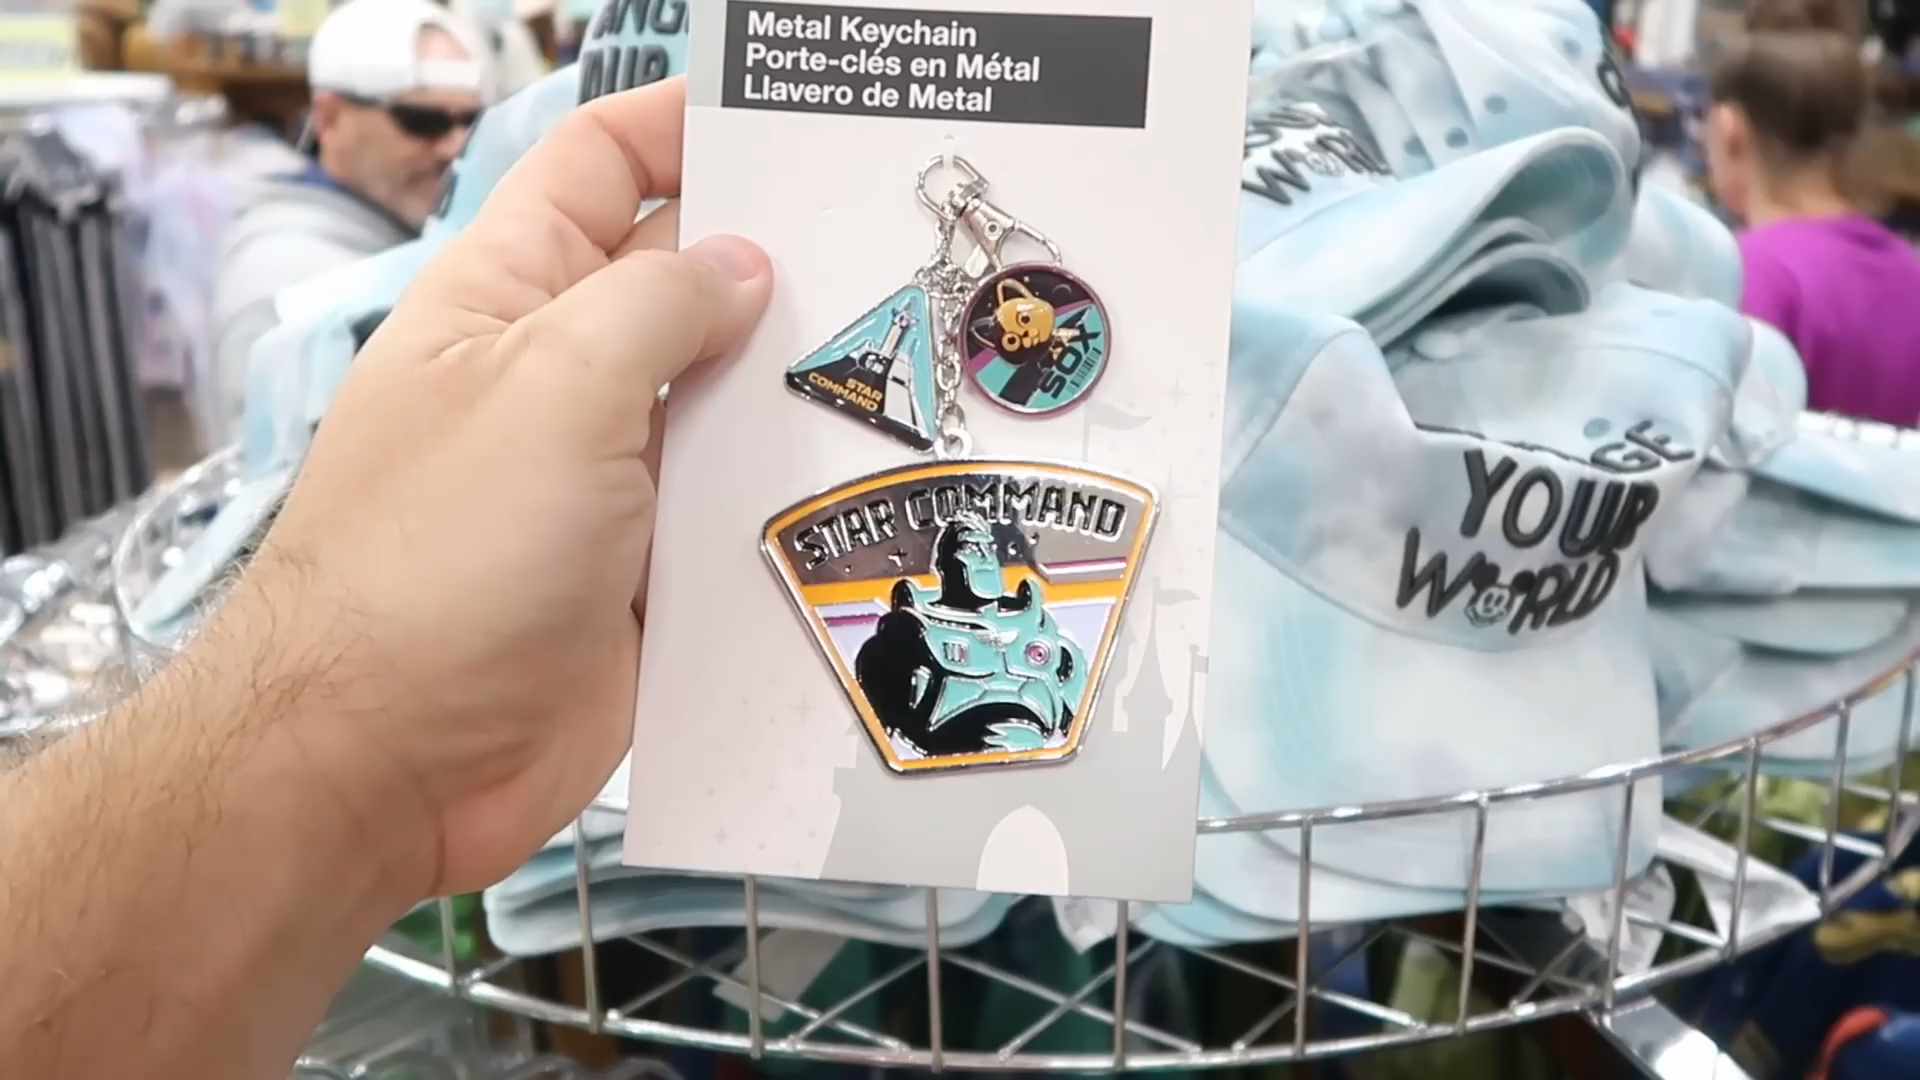 Metal Keychain
Porte-clés en Métal
Llavero de Metal
STAR
COMMAND
SOX
STAR COMMAND
YOUR
WORLD